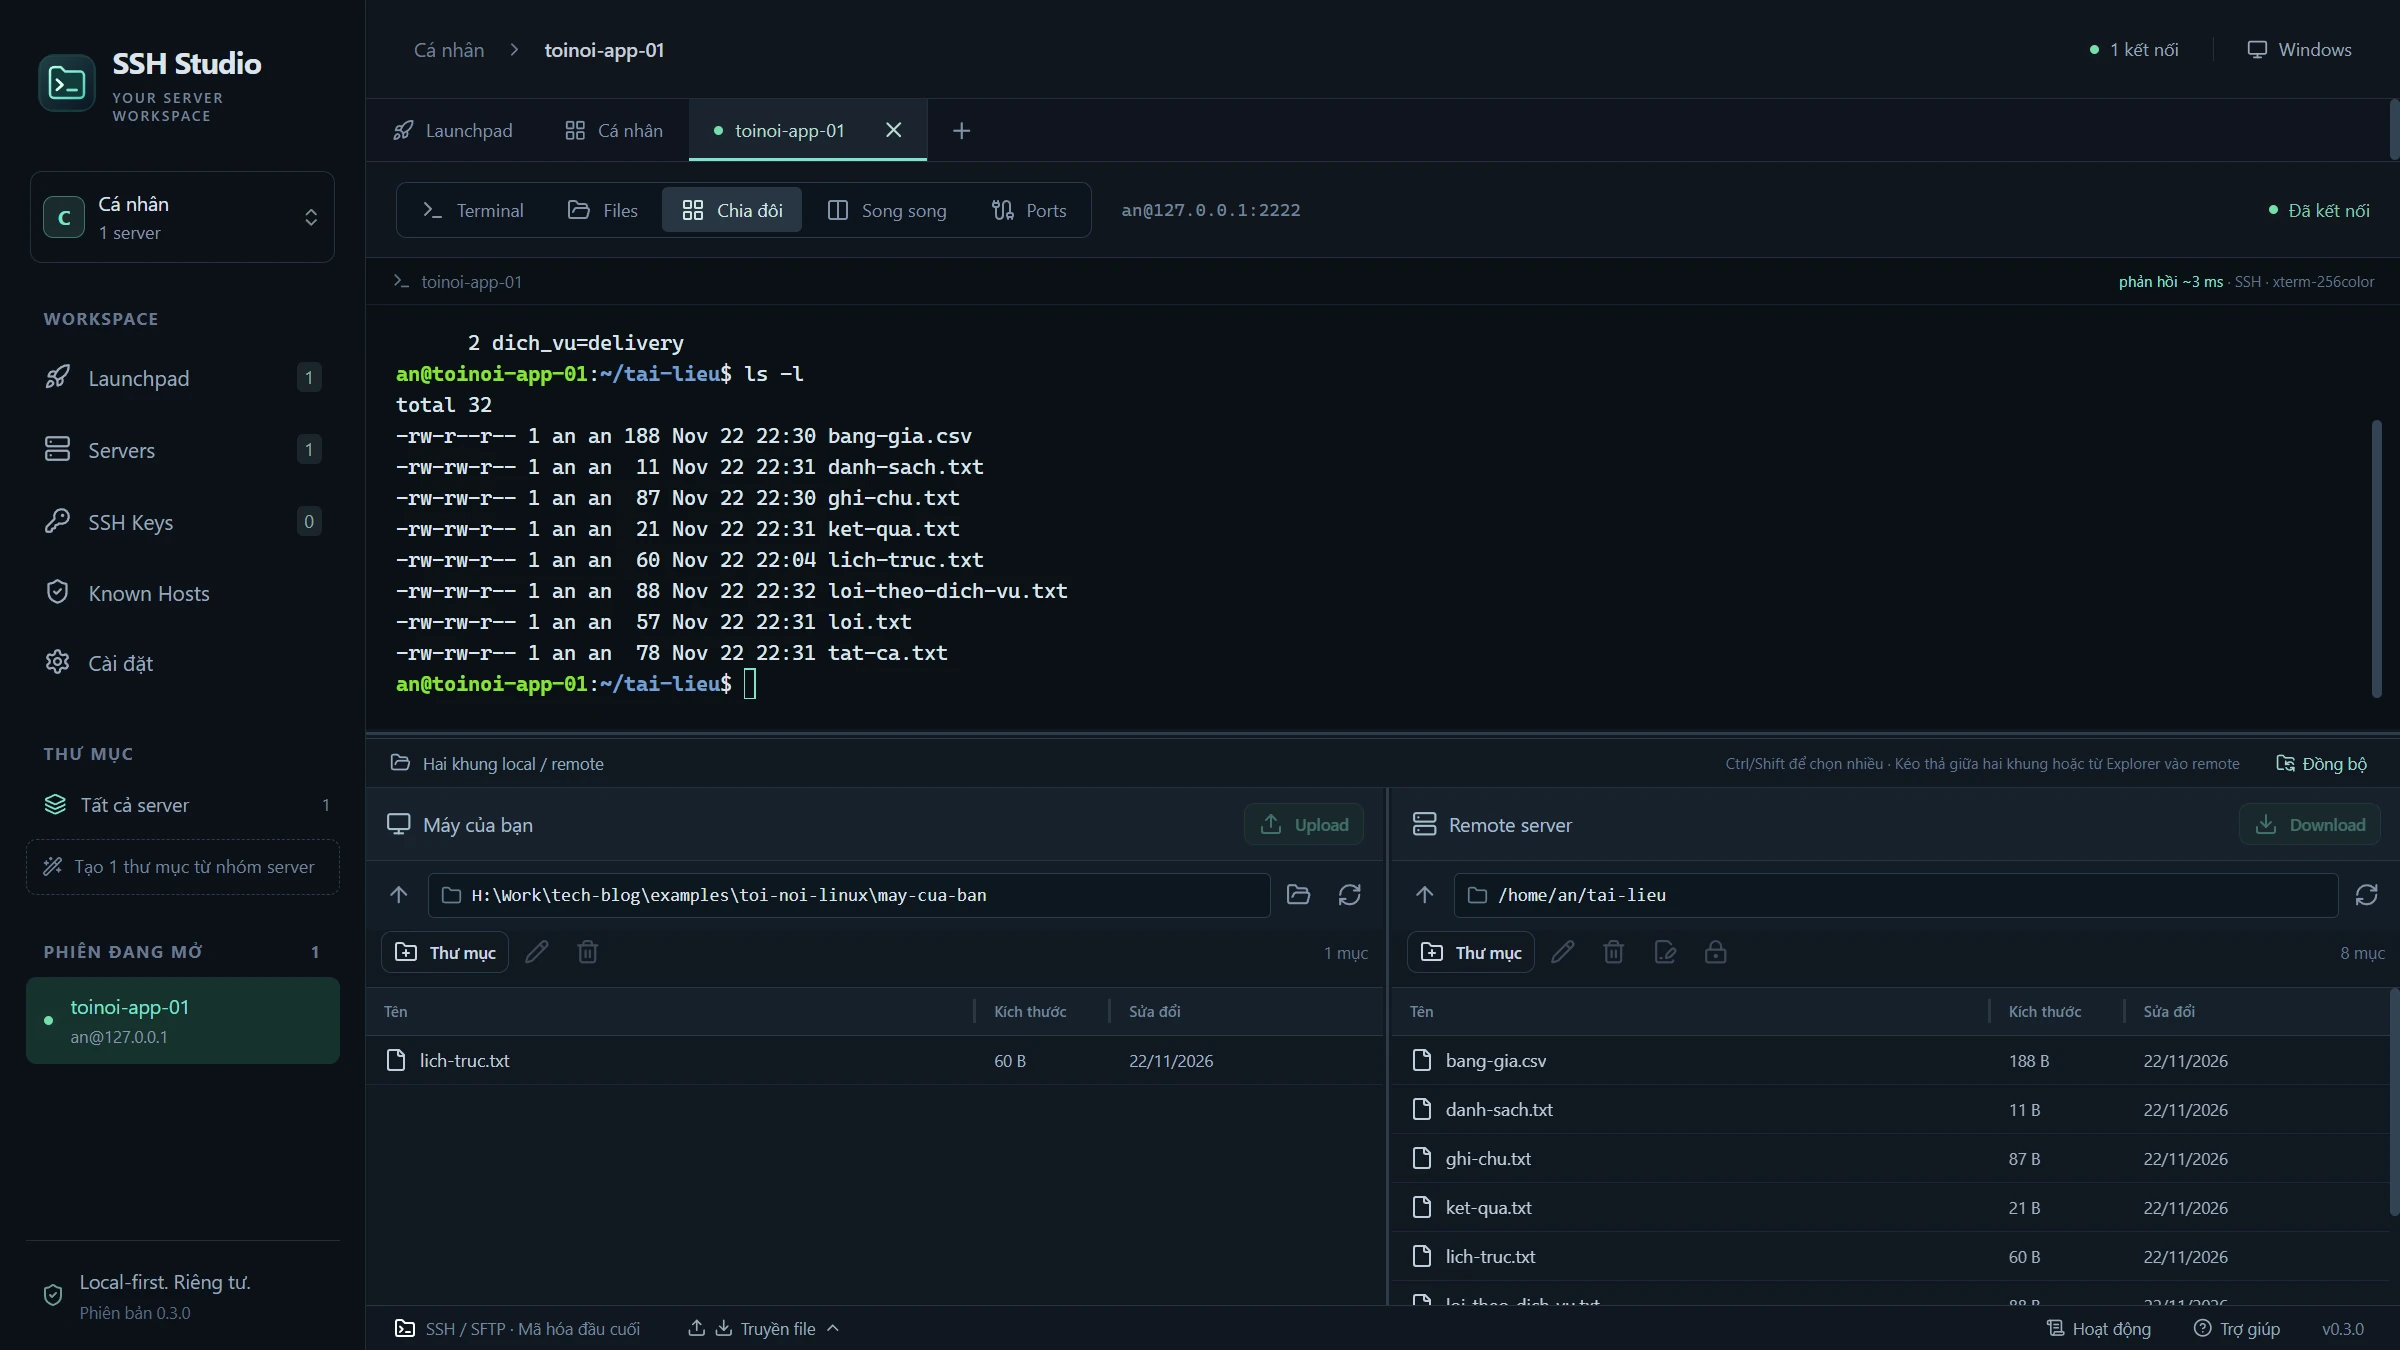 SSH Studio
YOUR SERVER
WORKSPACE
C
Cá nhân
1 server
WORKSPACE
Launchpad 1
Servers 1
SSH Keys 0
Known Hosts
Cài đặt
THƯ MỤC
Tất cả server 1
Tạo 1 thư mục từ nhóm server
PHIÊN ĐANG MỞ 1
toinoi-app-01
an@127.0.0.1
Local-first. Riêng tư.
Phiên bản 0.3.0
Cá nhân > toinoi-app-01
1 kết nối
Windows
Launchpad
Cá nhân
toinoi-app-01
Terminal
Files
Chia đôi
Song song
Ports
an@127.0.0.1:2222
Đã kết nối
toinoi-app-01
phản hồi ~3 ms · SSH · xterm-256color
2 dich_vu=delivery
an@toinoi-app-01:~/tai-lieu$ ls -l
total 32
-rw-r--r-- 1 an an 188 Nov 22 22:30 bang-gia.csv
-rw-rw-r-- 1 an an  11 Nov 22 22:31 danh-sach.txt
-rw-rw-r-- 1 an an  87 Nov 22 22:30 ghi-chu.txt
-rw-rw-r-- 1 an an  21 Nov 22 22:31 ket-qua.txt
-rw-rw-r-- 1 an an  60 Nov 22 22:04 lich-truc.txt
-rw-rw-r-- 1 an an  88 Nov 22 22:32 loi-theo-dich-vu.txt
-rw-rw-r-- 1 an an  57 Nov 22 22:31 loi.txt
-rw-rw-r-- 1 an an  78 Nov 22 22:31 tat-ca.txt
an@toinoi-app-01:~/tai-lieu$
Hai khung local / remote
Ctrl/Shift để chọn nhiều · Kéo thả giữa hai khung hoặc từ Explorer vào remote
Đồng bộ
Máy của bạn
Upload
H:\Work\tech-blog\examples\toi-noi-linux\may-cua-ban
Thư mục
1 mục
Tên Kích thước Sửa đổi
lich-truc.txt 60 B 22/11/2026
Remote server
Download
/home/an/tai-lieu
Thư mục
8 mục
Tên Kích thước Sửa đổi
bang-gia.csv 188 B 22/11/2026
danh-sach.txt 11 B 22/11/2026
ghi-chu.txt 87 B 22/11/2026
ket-qua.txt 21 B 22/11/2026
lich-truc.txt 60 B 22/11/2026
loi-theo-dich-vu.txt 88 B 22/11/2026
SSH / SFTP · Mã hóa đầu cuối
Truyền file
Hoạt động
Trợ giúp
v0.3.0